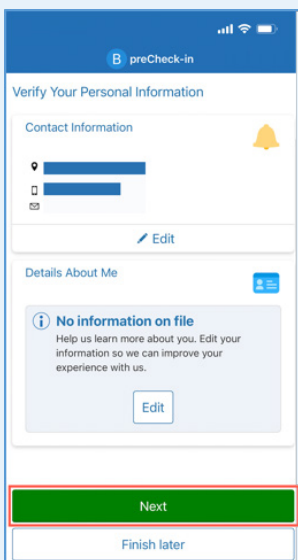 B preCheck-in
Verify Your Personal Information
Contact Information
Edit
Details About Me
No information on file
Help us learn more about you. Edit your
information so we can improve your
experience with us.
Edit
Next
Finish later